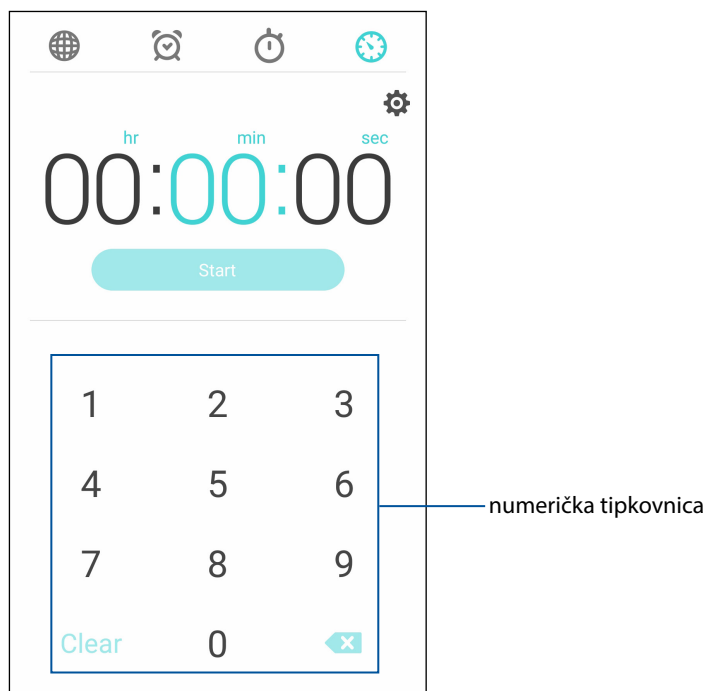 hr min sec
00:00:00
Start
1 2 3
4 5 6
numerička tipkovnica
7 8 9
Clear 0